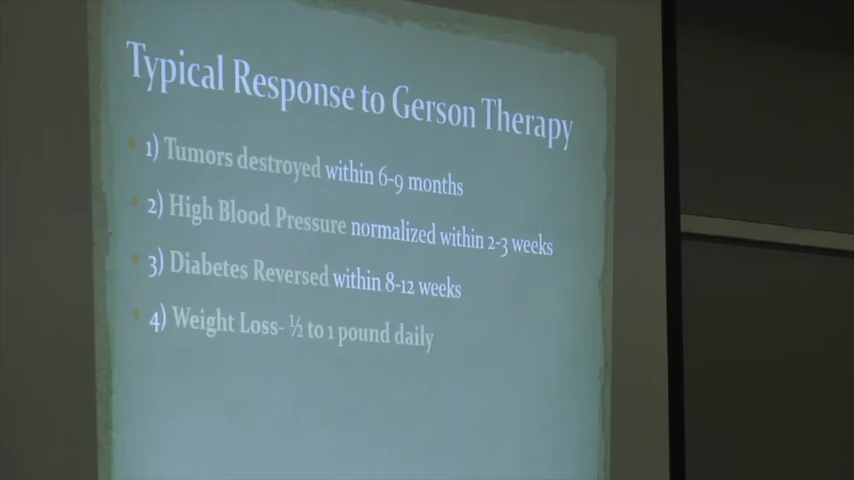 Typical Response to Gerson Therapy
1) Tumors destroyed within 6-9 months
2) High Blood Pressure normalized within 2-3 weeks
3) Diabetes Reversed within 8-12 weeks
4) Weight Loss- ½ to 1 pound daily